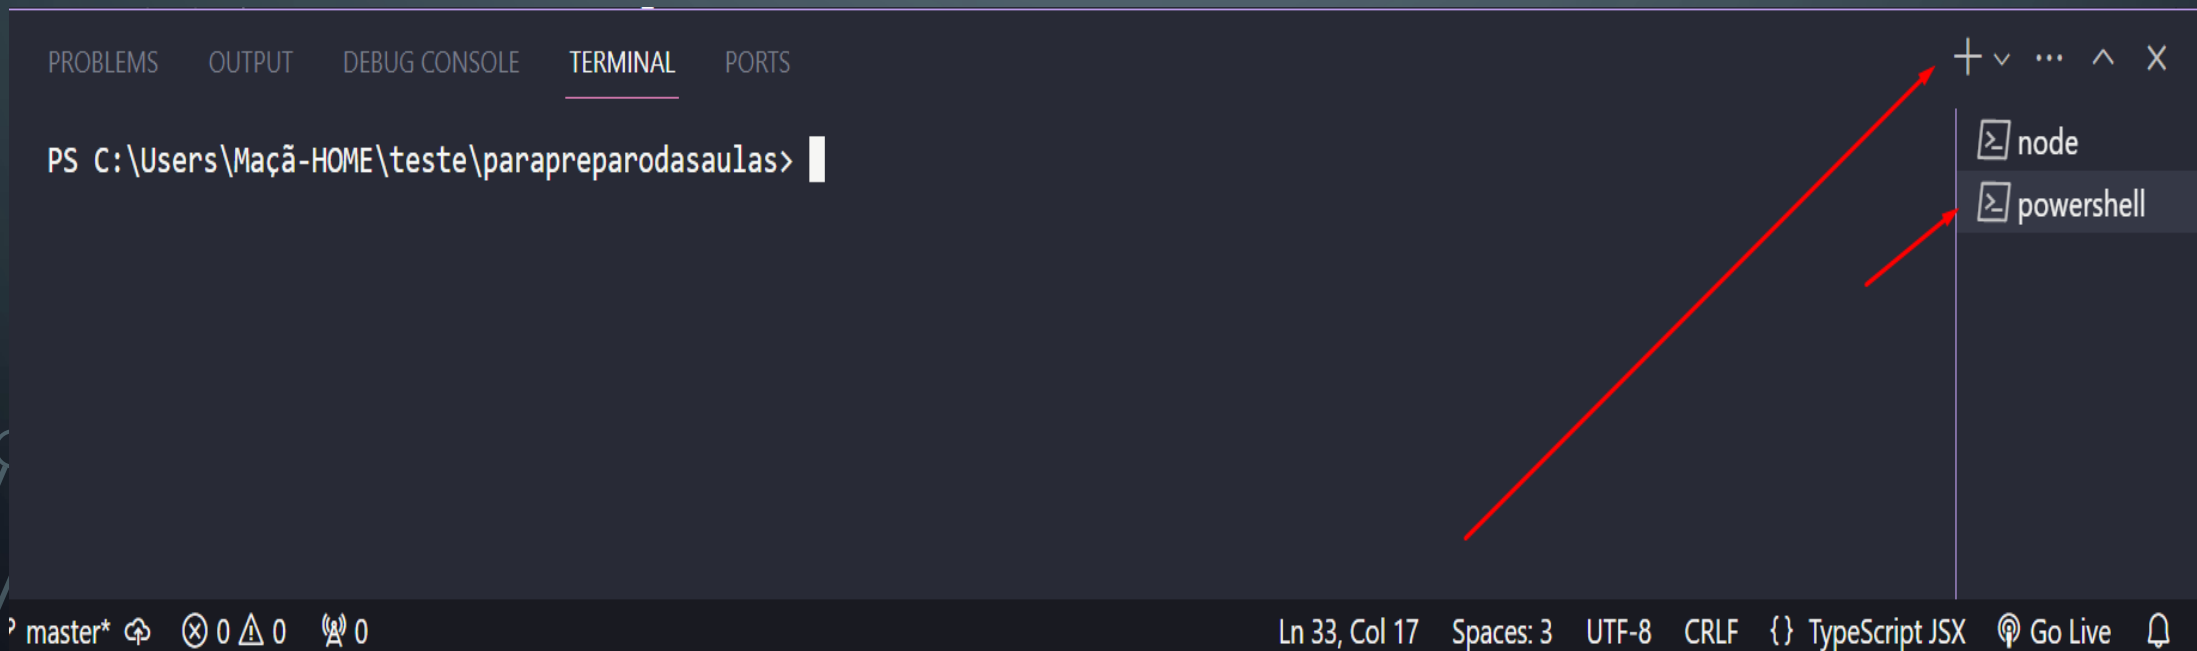 PROBLEMS OUTPUT DEBUG CONSOLE TERMINAL PORTS
PS C:\Users\Maçã-HOME\teste\parapreparodasaulas>
node
powershell
master* 0 0 0 Ln 33, Col 17 Spaces: 3 UTF-8 CRLF {} TypeScript JSX Go Live